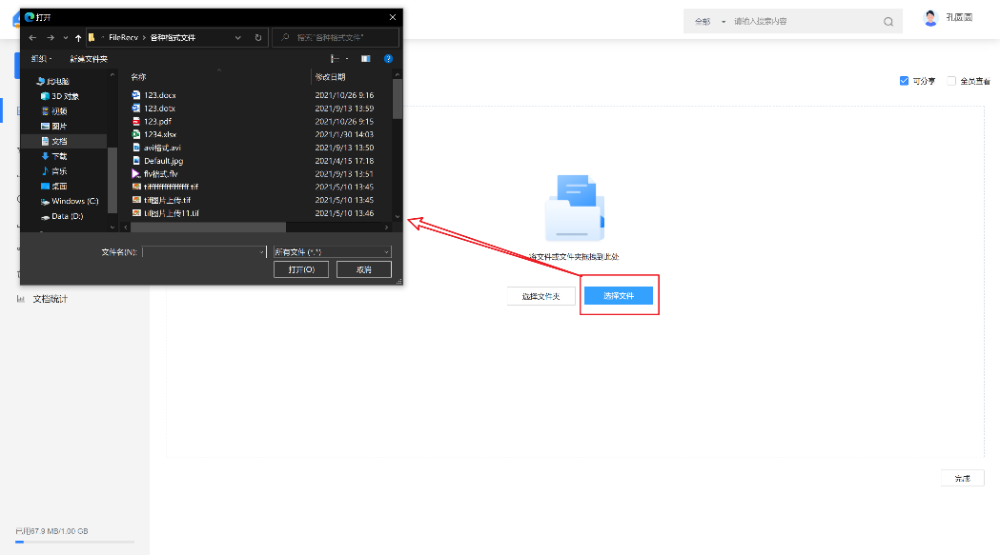 打开
全部
请输入搜索内容
孔圆圆
FileRecv > 各种格式文件
搜索"各种格式文件"
组织
新建文件夹
此电脑
3D 对象
视频
图片
文档
下载
音乐
桌面
Windows (C:)
Data (D:)
名称 修改日期
123.docx 2021/10/26 9:16
123.dotx 2021/9/13 13:59
123.pdf 2021/10/26 9:15
1234.xlsx 2021/1/30 14:03
avi格式.avi 2021/9/13 13:50
Default.jpg 2021/4/15 17:18
flv格式.flv 2021/9/13 13:51
2021/5/10 13:45
tif图片上传.tif 2021/5/10 13:45
tif图片上传11.tif 2021/5/10 13:46
文件名(N):
所有文件 (*.*)
打开(O)
取消
可分享
全员查看
将文件或文件夹拖拽到此处
选择文件夹
选择文件
文档统计
完成
已用67.9 MB/1.00 GB